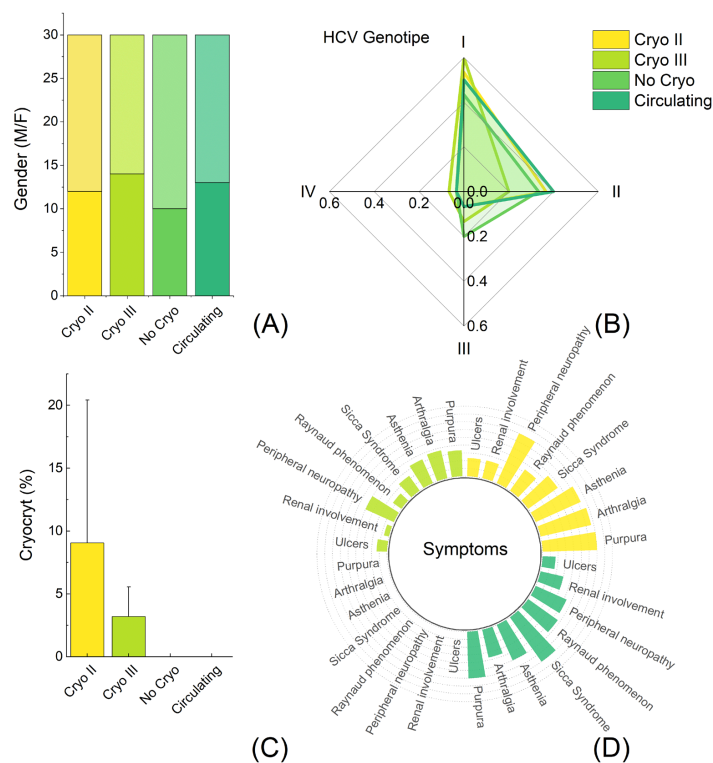 Gender (M/F)
30
25
20
15
10
5
0
Cryo II
Cryo III
No Cryo
Circulating
(A)
HCV Genotipe
I
II
III
IV
0.6
0.4
0.2
0.0
0.0
0.2
0.4
0.6
Cryo II
Cryo III
No Cryo
Circulating
(B)
Cryocryt (%)
20
15
10
5
0
Cryo II
Cryo III
No Cryo
Circulating
(C)
Symptoms
Ulcers
Renal involvement
Peripheral neuropathy
Raynaud phenomenon
Sicca Syndrome
Asthenia
Arthralgia
Purpura
Ulcers
Renal involvement
Peripheral neuropathy
Raynaud phenomenon
Sicca Syndrome
Asthenia
Arthralgia
Purpura
Ulcers
Renal involvement
Peripheral neuropathy
Raynaud phenomenon
Sicca Syndrome
Asthenia
Arthralgia
Purpura
Ulcers
Renal involvement
Peripheral neuropathy
Raynaud phenomenon
Sicca Syndrome
Asthenia
Arthralgia
Purpura
(D)